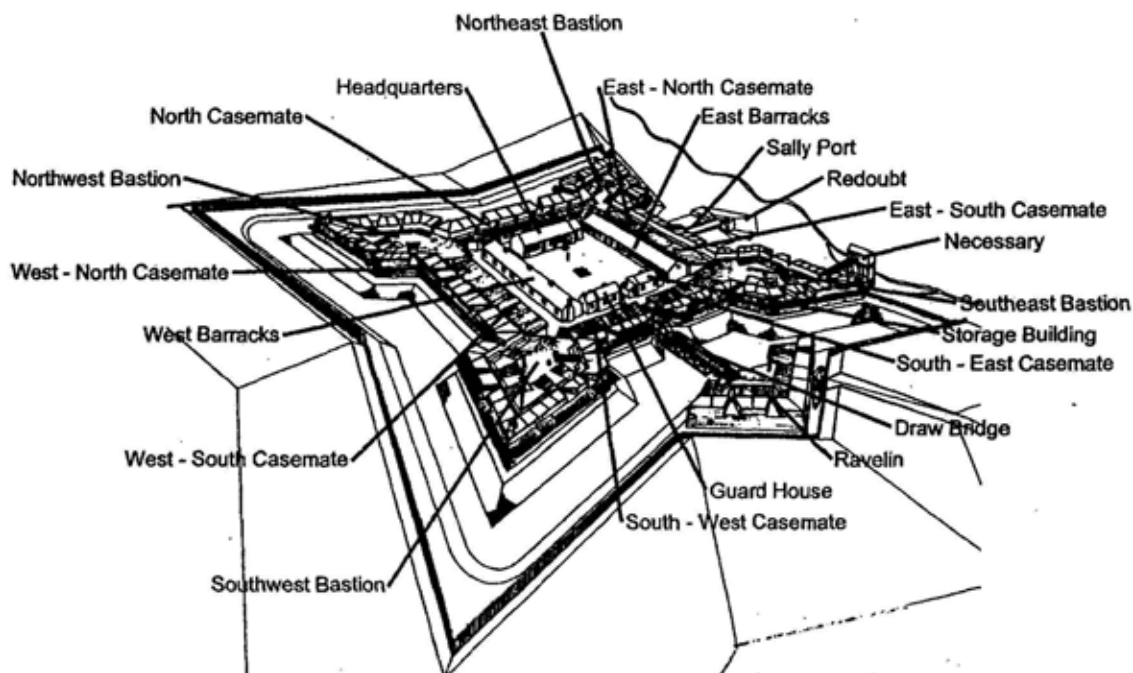 Northeast Bastion
Headquarters
East - North Casemate
North Casemate
East Barracks
Sally Port
Northwest Bastion
Redoubt
East - South Casemate
Necessary
West - North Casemate
Southeast Bastion
West Barracks
Storage Building
South - East Casemate
Draw Bridge
West - South Casemate
Ravelin
Guard House
South - West Casemate
Southwest Bastion